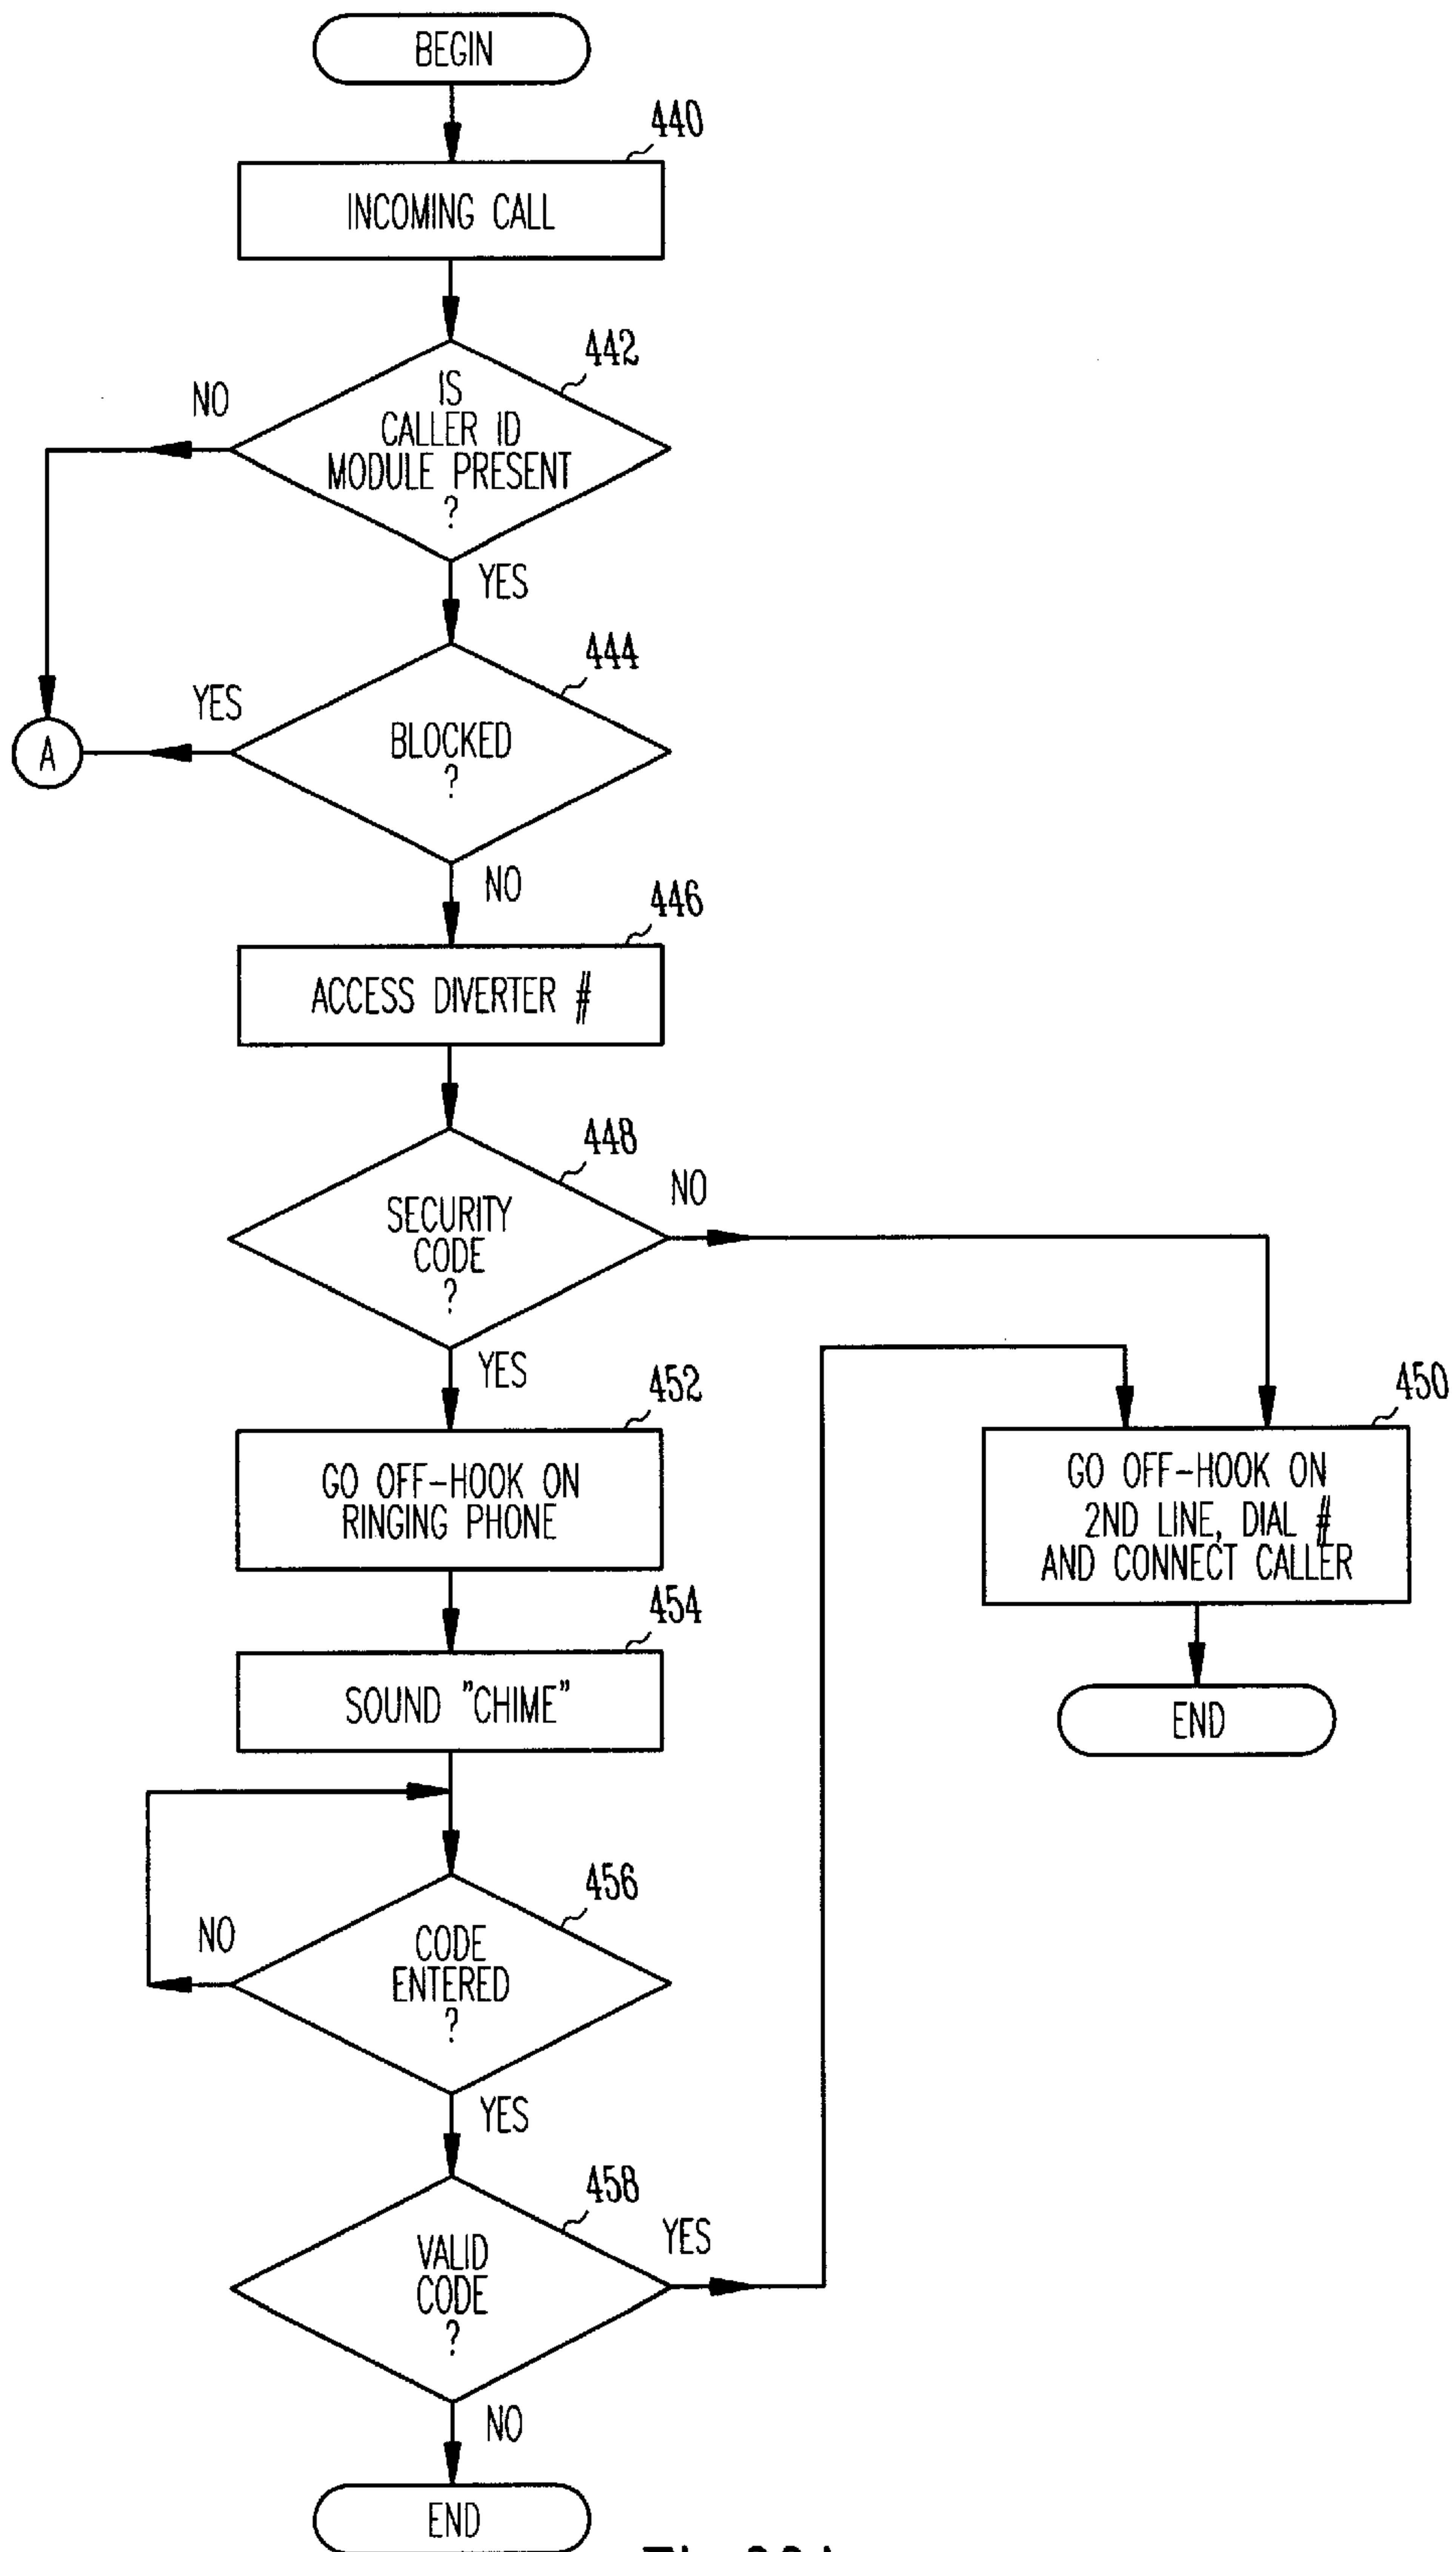 BEGIN
440
INCOMING CALL
442
NO
IS
CALLER ID
MODULE PRESENT
?
YES
444
YES
BLOCKED
?
A
NO
446
ACCESS DIVERTER #
448
NO
SECURITY
CODE
?
YES
452
450
GO OFF-HOOK ON
RINGING PHONE
GO OFF-HOOK ON
2ND LINE, DIAL #
AND CONNECT CALLER
454
SOUND "CHIME"
END
456
NO
CODE
ENTERED
?
YES
458
YES
VALID
CODE
?
NO
END